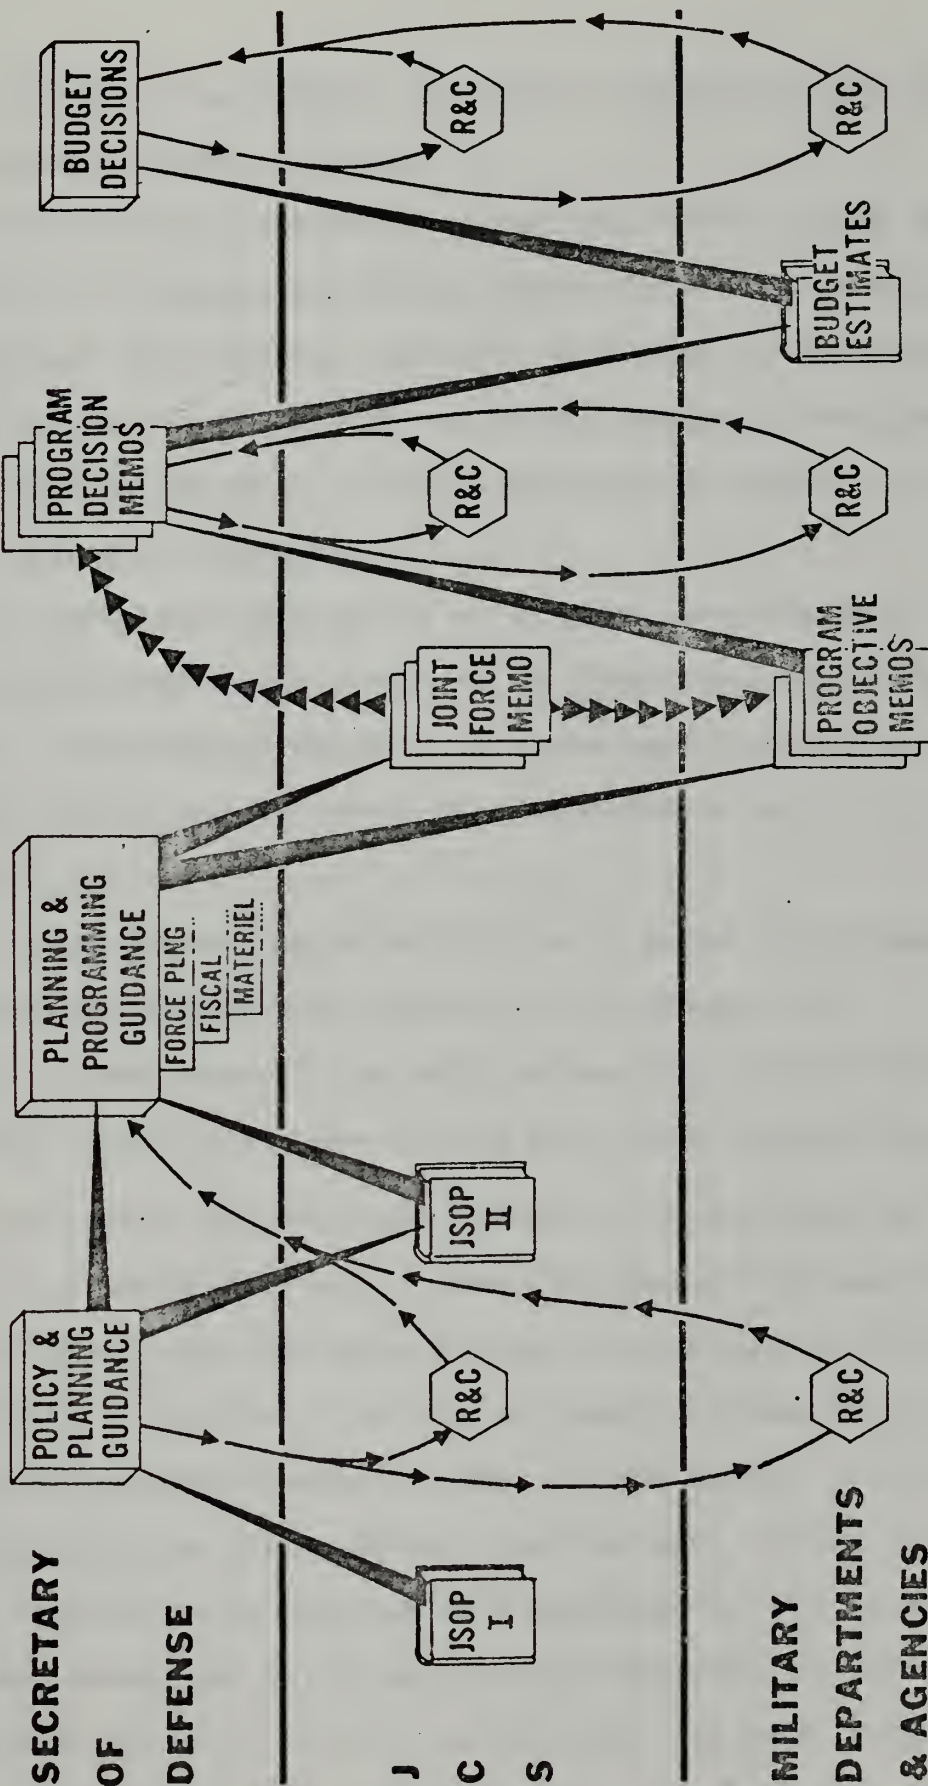 SECRETARY
OF
DEFENSE
POLICY &
PLANNING
GUIDANCE
PLANNING &
PROGRAMMING
GUIDANCE
FORCE PLNG
FISCAL
MATERIEL
PROGRAM
DECISION
MEMOS
BUDGET
DECISIONS
J
C
S
JSOP
I
R&C
JSOP
II
JOINT
FORCE
MEMO
R&C
R&C
MILITARY
DEPARTMENTS
& AGENCIES
R&C
PROGRAM
OBJECTIVE
MEMOS
R&C
BUDGET
ESTIMATES
R&C